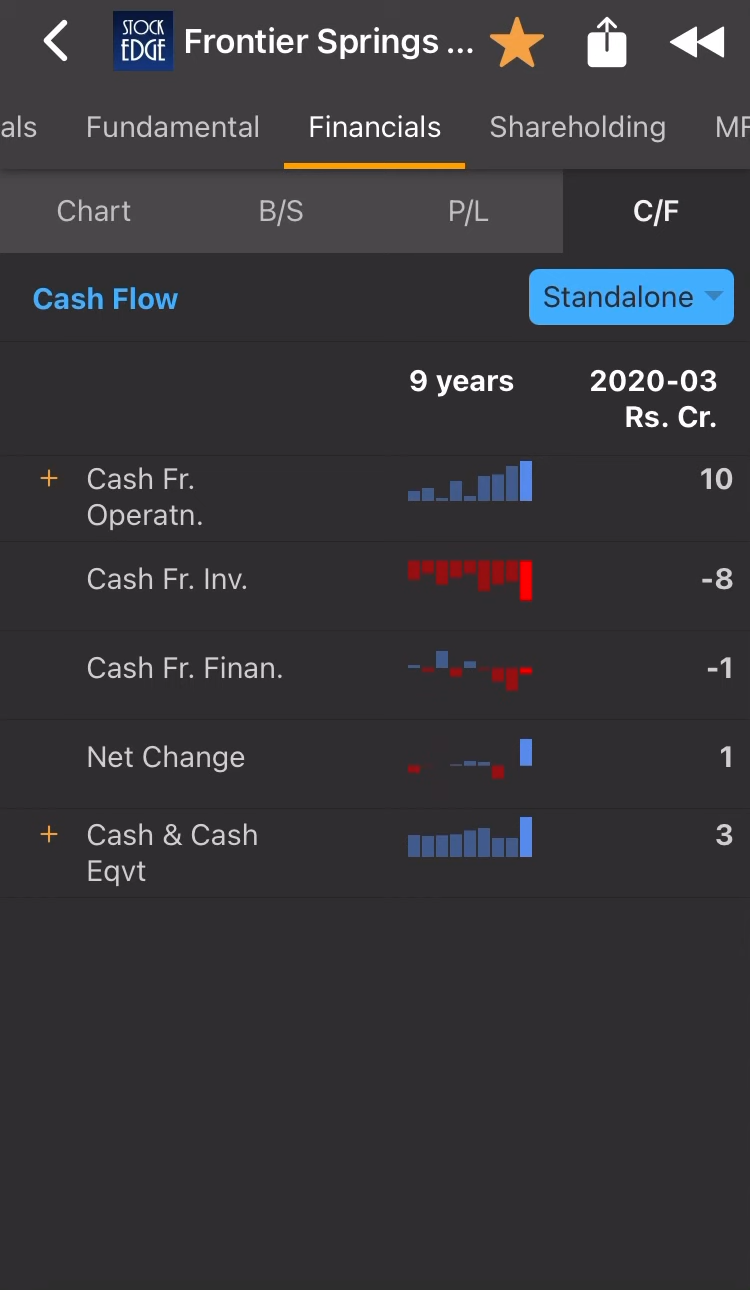 STOCK
EDGE
Frontier Springs ...
als Fundamental Financials Shareholding MF
Chart B/S P/L C/F
Cash Flow Standalone
9 years 2020-03
Rs. Cr.
+ Cash Fr. 10
Operatn.
Cash Fr. Inv. -8
Cash Fr. Finan. -1
Net Change 1
+ Cash & Cash 3
Eqvt